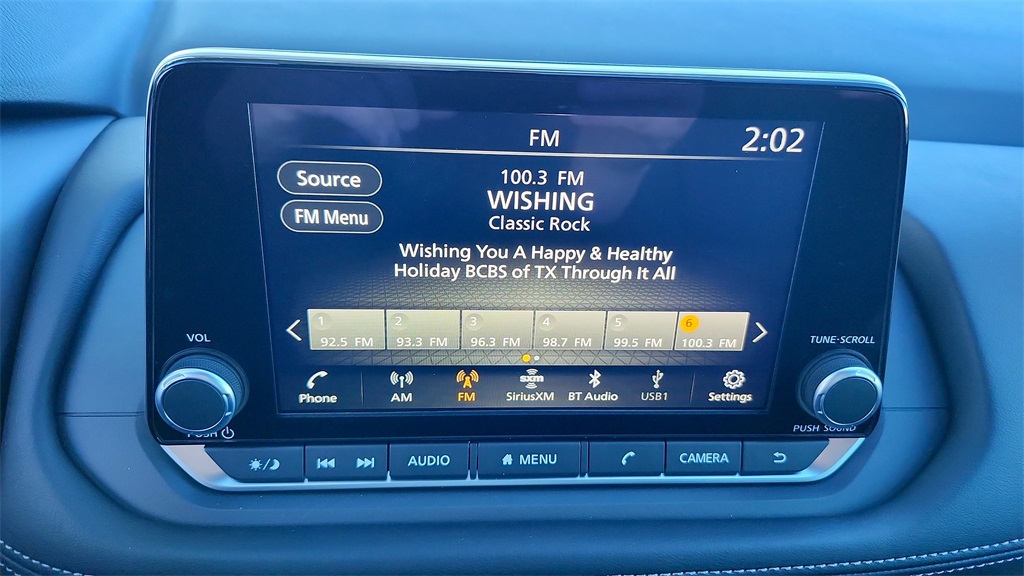 FM
2:02
Source
FM Menu
100.3 FM
WISHING
Classic Rock
Wishing You A Happy & Healthy
Holiday BCBS of TX Through It All
1 2 3 4 5 6
92.5 FM 93.3 FM 96.3 FM 98.7 FM 99.5 FM 100.3 FM
VOL
TUNE·SCROLL
sxm
Phone AM FM SiriusXM BT Audio USB1 Settings
PUSH
PUSH SOUND
AUDIO MENU CAMERA